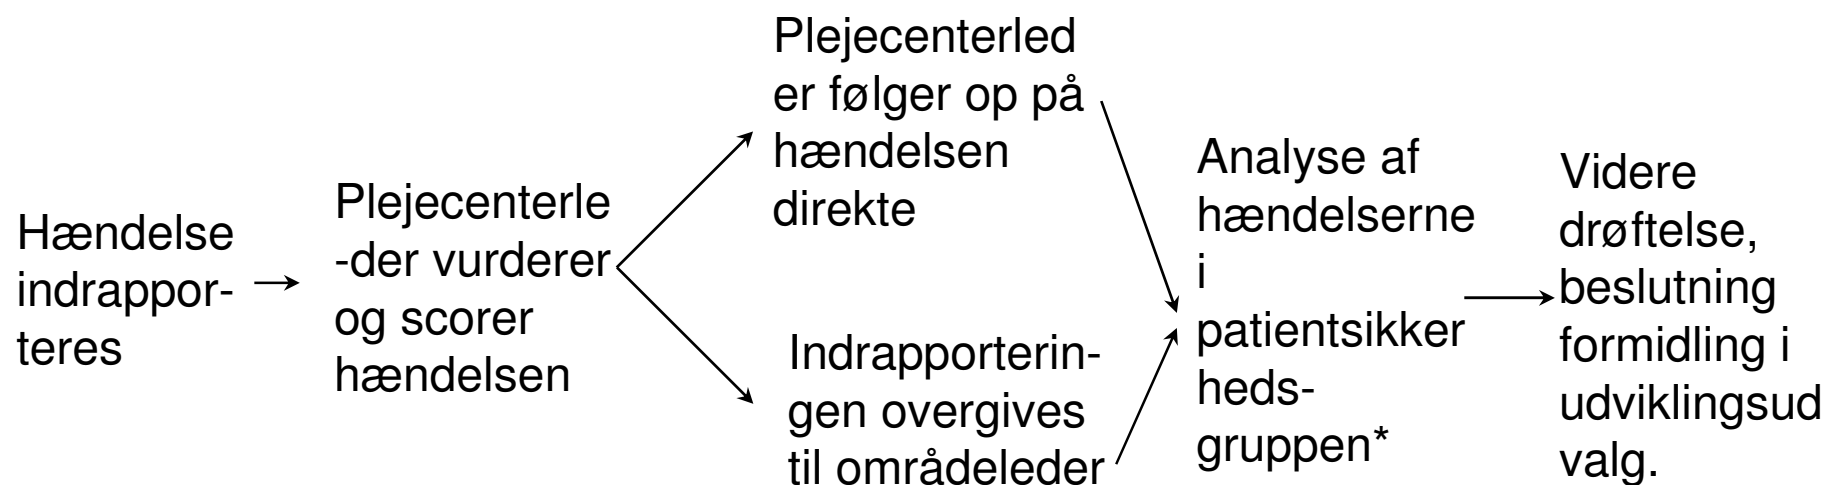 Hændelse
indrappor-
teres
Plejecenterle
-der vurderer
og scorer
hændelsen
Plejecenterled
er følger op på
hændelsen
direkte
Indrapporterin-
gen overgives
til områdeleder
Analyse af
hændelserne
i
patientsikker
heds-
gruppen*
Videre
drøftelse,
beslutning
formidling i
udviklingsud
valg.